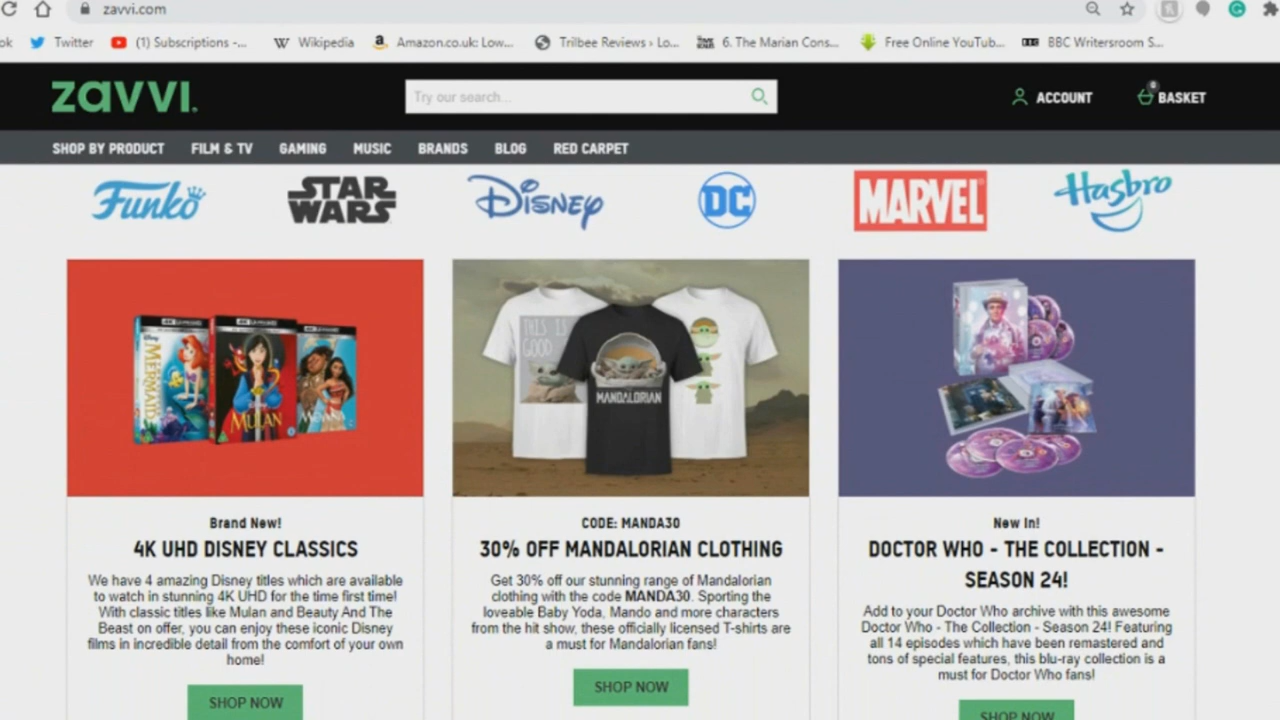 zavvi.com
ok Twitter (1) Subscriptions -... Wikipedia Amazon.co.uk: Low... Trilbee Reviews › Lo... 6. The Marian Cons... Free Online YouTub... BBC Writersroom S...
zavvi.
Try our search...
ACCOUNT
0
BASKET
SHOP BY PRODUCT FILM & TV GAMING MUSIC BRANDS BLOG RED CARPET
Funko STAR WARS Disney DC MARVEL Hasbro
Disney
MERMAID
MULAN
THIS IS
GOOD
MANDALORIAN
Brand New!
4K UHD DISNEY CLASSICS
We have 4 amazing Disney titles which are available
to watch in stunning 4K UHD for the time first time!
With classic titles like Mulan and Beauty And The
Beast on offer, you can enjoy these iconic Disney
films in incredible detail from the comfort of your own
home!
SHOP NOW
CODE: MANDA30
30% OFF MANDALORIAN CLOTHING
Get 30% off our stunning range of Mandalorian
clothing with the code MANDA30. Sporting the
loveable Baby Yoda, Mando and more characters
from the hit show, these officially licensed T-shirts are
a must for Mandalorian fans!
SHOP NOW
New In!
DOCTOR WHO - THE COLLECTION -
SEASON 24!
Add to your Doctor Who archive with this awesome
Doctor Who - The Collection - Season 24! Featuring
all 14 episodes which have been remastered and
tons of special features, this blu-ray collection is a
must for Doctor Who fans!
SHOP NOW